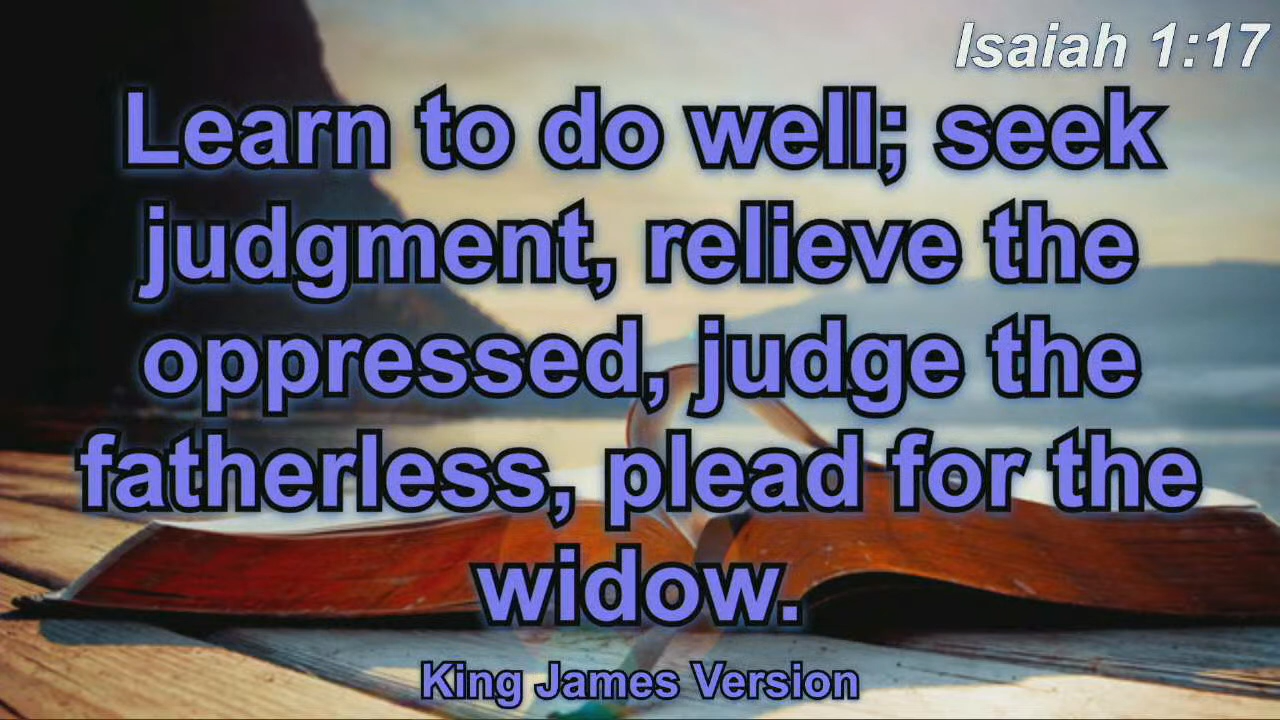 Isaiah 1:17
Learn to do well; seek
judgment, relieve the
oppressed, judge the
fatherless, plead for the
widow.
King James Version